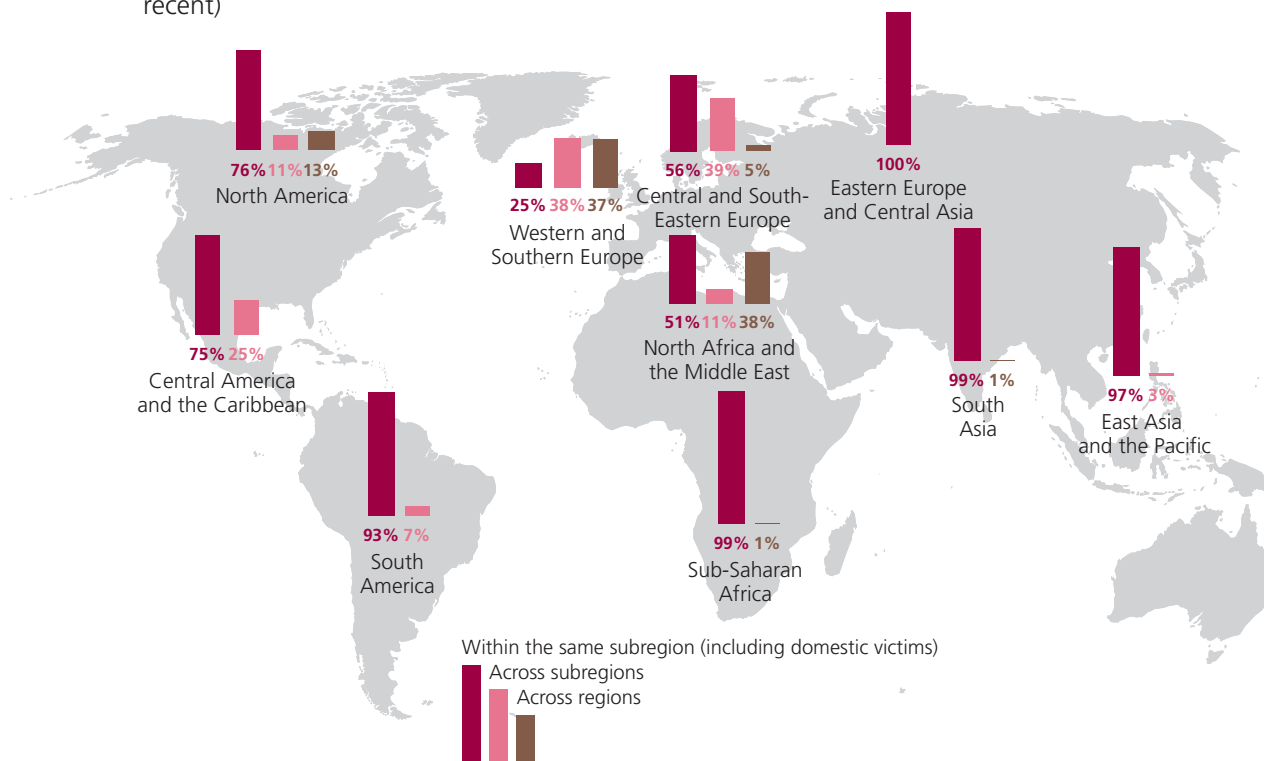 recent)
76% 11% 13%
North America
25% 38% 37%
Western and
Southern Europe
56% 39% 5%
Central and South-
Eastern Europe
100%
Eastern Europe
and Central Asia
75% 25%
Central America
and the Caribbean
51% 11% 38%
North Africa and
the Middle East
99% 1%
South
Asia
97% 3%
East Asia
and the Pacific
93% 7%
South
America
99% 1%
Sub-Saharan
Africa
Within the same subregion (including domestic victims)
Across subregions
Across regions